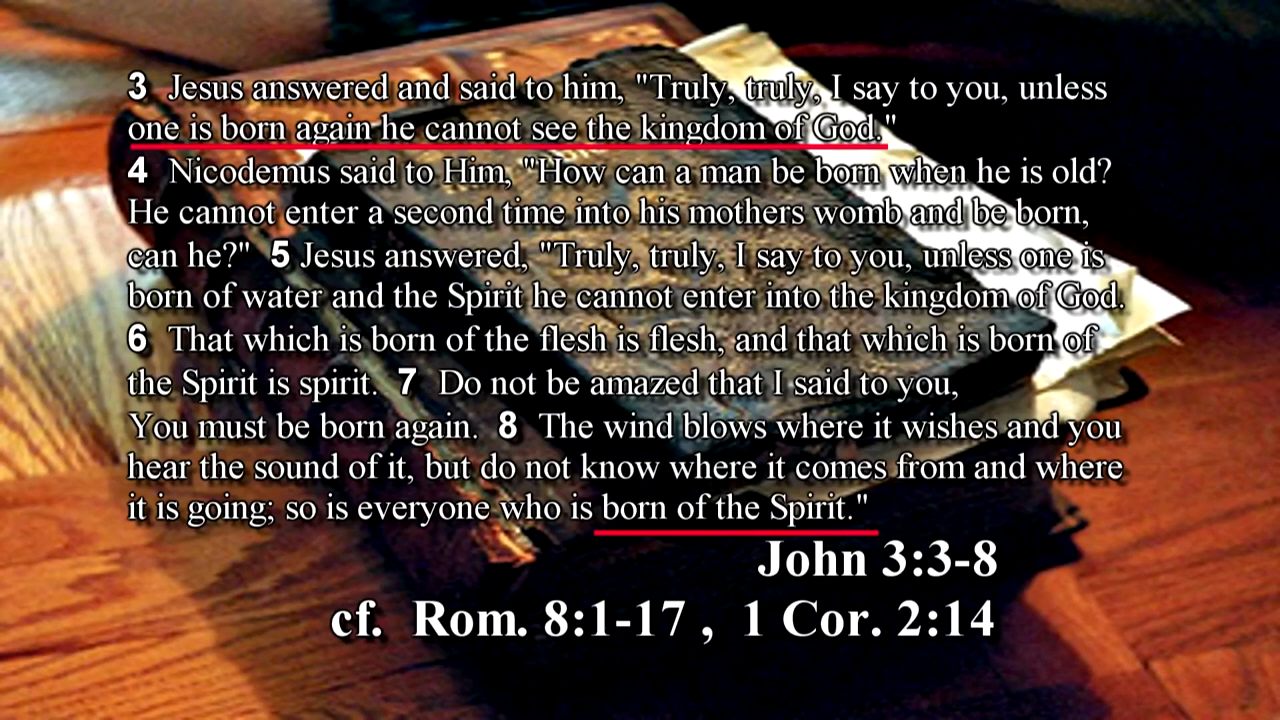 3 Jesus answered and said to him, "Truly, truly, I say to you, unless
one is born again he cannot see the kingdom of God."
4 Nicodemus said to Him, "How can a man be born when he is old?
He cannot enter a second time into his mothers womb and be born,
can he?" 5 Jesus answered, "Truly, truly, I say to you, unless one is
born of water and the Spirit he cannot enter into the kingdom of God.
6 That which is born of the flesh is flesh, and that which is born of
the Spirit is spirit. 7 Do not be amazed that I said to you,
You must be born again. 8 The wind blows where it wishes and you
hear the sound of it, but do not know where it comes from and where
it is going; so is everyone who is born of the Spirit."
John 3:3-8
cf. Rom. 8:1-17 , 1 Cor. 2:14